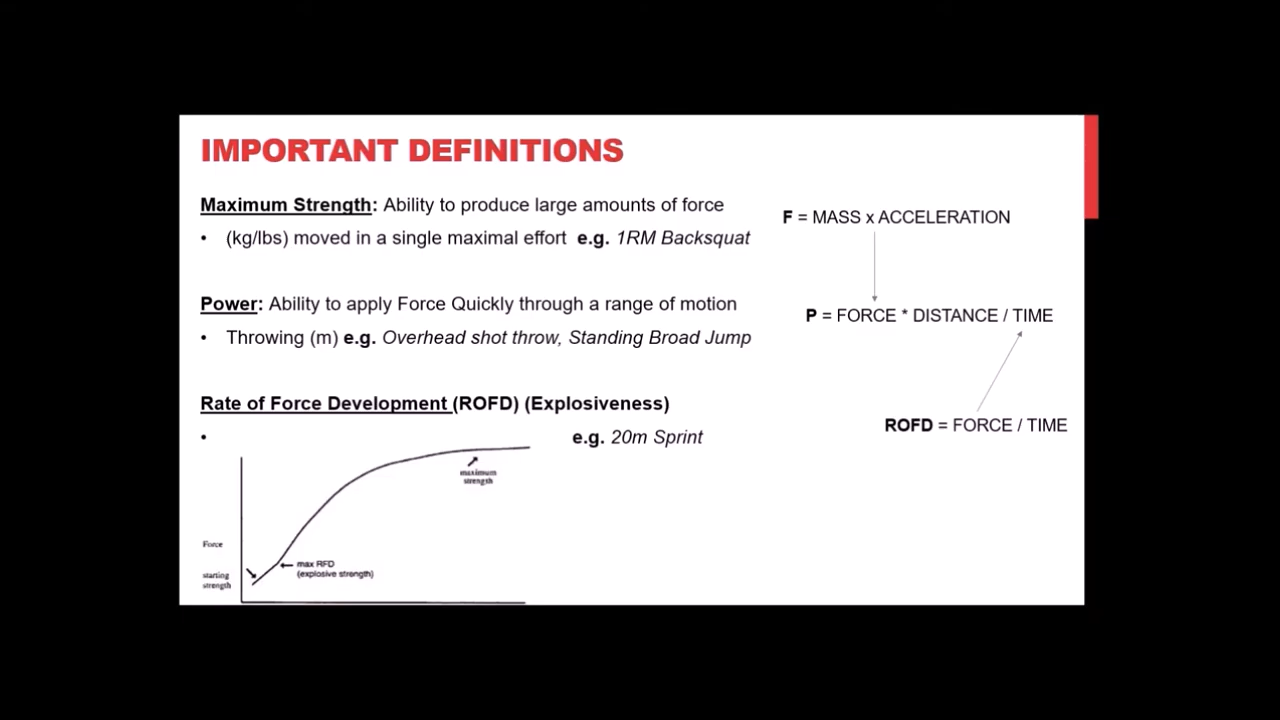 IMPORTANT DEFINITIONS
Maximum Strength: Ability to produce large amounts of force
• (kg/lbs) moved in a single maximal effort e.g. 1RM Backsquat
Power: Ability to apply Force Quickly through a range of motion
• Throwing (m) e.g. Overhead shot throw, Standing Broad Jump
Rate of Force Development (ROFD) (Explosiveness)
• e.g. 20m Sprint
maximum
strength
Force
max RFD
(explosive strength)
starting
strength
F = MASS x ACCELERATION
P = FORCE * DISTANCE / TIME
ROFD = FORCE / TIME